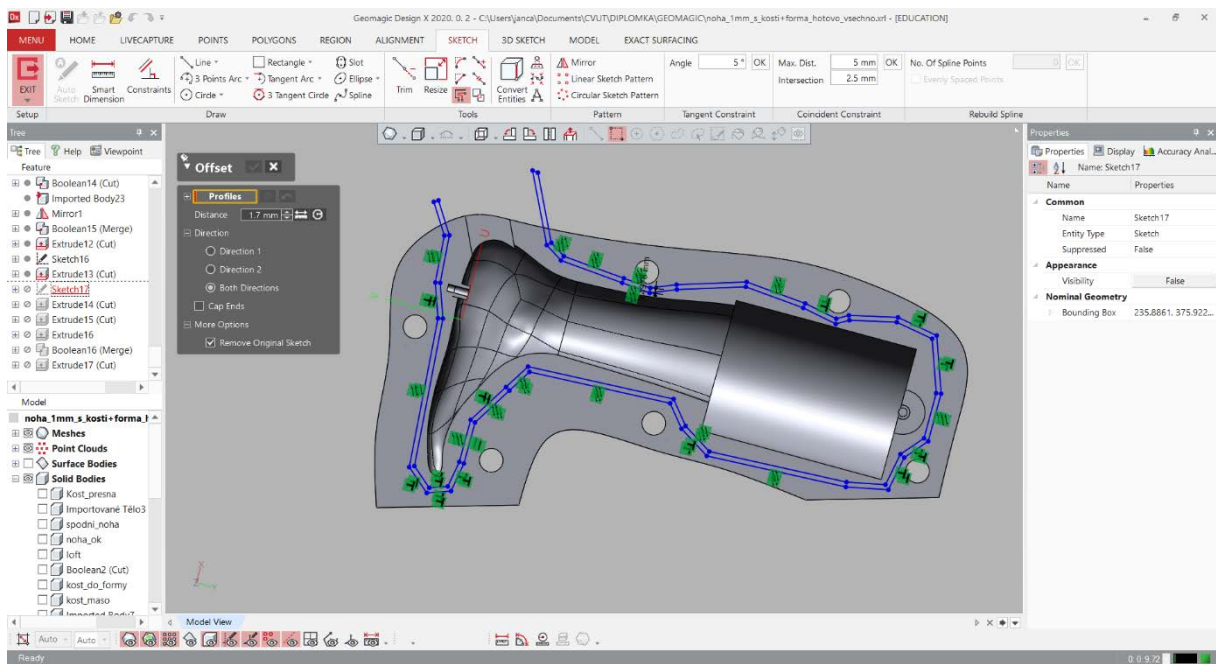 Geomagic Design X 2020. 0. 2 - C:\Users\janca\Documents\CVUT\DIPLOMKA\GEOMAGIC\noha_1mm_s_kosti+forma_hotovo_vsechno.xrl - [EDUCATION]
MENU HOME LIVECAPTURE POINTS POLYGONS REGION ALIGNMENT SKETCH 3D SKETCH MODEL EXACT SURFACING
Line Rectangle Slot Mirror Angle 5° OK Max. Dist. 5 mm OK No. Of Spline Points 0 OK
3 Points Arc Tangent Arc Ellipse Linear Sketch Pattern Intersection 2.5 mm Evenly Spaced Points
EXIT Auto Sketch Smart Dimension Constraints Circle 3 Tangent Circle Spline Trim Resize Convert Entities Circular Sketch Pattern
Setup Draw Tools Pattern Tangent Constraint Coincident Constraint Rebuild Spline
Tree
Tree Help Viewpoint
Feature
Boolean14 (Cut)
Imported Body23
Mirror1
Boolean15 (Merge)
Extrude12 (Cut)
Sketch16
Extrude13 (Cut)
Sketch17
Extrude14 (Cut)
Extrude15 (Cut)
Extrude16
Boolean16 (Merge)
Extrude17 (Cut)
Model
noha_1mm_s_kosti+forma_
Meshes
Point Clouds
Surface Bodies
Solid Bodies
Kost_presna
Importované Tělo3
spodni_noha
noha_ok
loft
Boolean2 (Cut)
kost_do_formy
kost_maso
Imported Body7
Offset
Profiles
Distance 1.7 mm
Direction
Direction 1
Direction 2
Both Directions
Cap Ends
More Options
Remove Original Sketch
Properties
Properties Display Accuracy Anal...
Name: Sketch17
Name Properties
Common
Name Sketch17
Entity Type Sketch
Suppressed False
Appearance
Visibility False
Nominal Geometry
Bounding Box 235.8861. 375.922...
Model View
Auto Auto
Ready 0:0:9.72